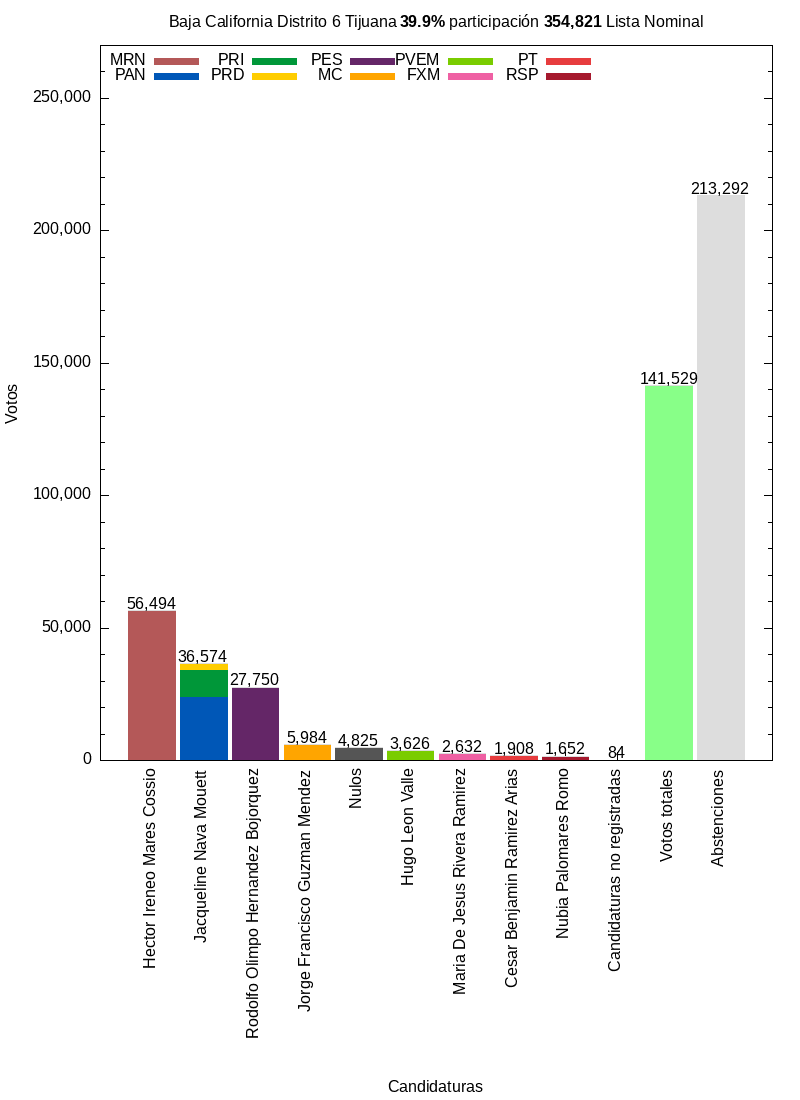 Baja California Distrito 6 Tijuana 39.9% participación 354,821 Lista Nominal
MRN PRI PES PVEM PT
PAN PRD MC FXM RSP
250,000
200,000
150,000
100,000
50,000
0
Votos
56,494
36,574
27,750
5,984
4,825
3,626
2,632
1,908
1,652
84
141,529
213,292
Hector Ireneo Mares Cossio
Jacqueline Nava Mouett
Rodolfo Olimpo Hernandez Bojorquez
Jorge Francisco Guzman Mendez
Nulos
Hugo Leon Valle
Maria De Jesus Rivera Ramirez
Cesar Benjamin Ramirez Arias
Nubia Palomares Romo
Candidaturas no registradas
Votos totales
Abstenciones
Candidaturas